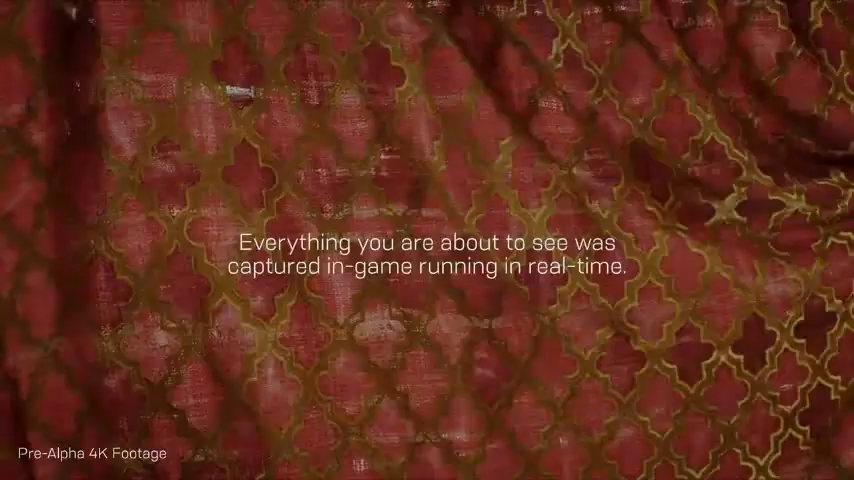 Everything you are about to see was
captured in-game running in real-time.
Pre-Alpha 4K Footage